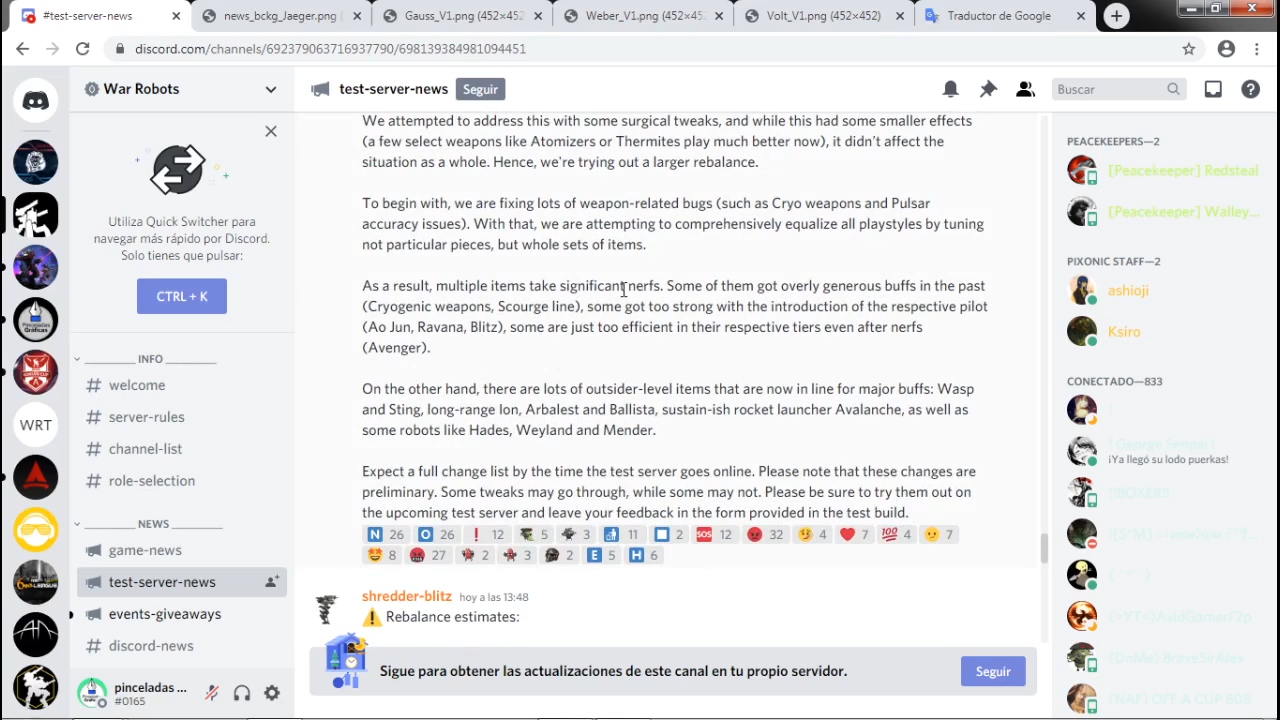 #test-server-news
news_bckg_Jaeger.png
Gauss_V1.png (452×452
Weber_V1.png (452×45
Volt_V1.png (452×452)
Traductor de Google
discord.com/channels/692379063716937790/698139384981094451
War Robots
test-server-news
Seguir
Buscar
Utiliza Quick Switcher para
navegar más rápido por Discord.
Solo tienes que pulsar:
CTRL + K
INFO
# welcome
# server-rules
# channel-list
# role-selection
NEWS
game-news
test-server-news
events-giveaways
discord-news
WRT
pinceladas ...
#0165
We attempted to address this with some surgical tweaks, and while this had some smaller effects
(a few select weapons like Atomizers or Thermites play much better now), it didn't affect the
situation as a whole. Hence, we're trying out a larger rebalance.
To begin with, we are fixing lots of weapon-related bugs (such as Cryo weapons and Pulsar
accuracy issues). With that, we are attempting to comprehensively equalize all playstyles by tuning
not particular pieces, but whole sets of items.
As a result, multiple items take significant nerfs. Some of them got overly generous buffs in the past
(Cryogenic weapons, Scourge line), some got too strong with the introduction of the respective pilot
(Ao Jun, Ravana, Blitz), some are just too efficient in their respective tiers even after nerfs
(Avenger).
On the other hand, there are lots of outsider-level items that are now in line for major buffs: Wasp
and Sting, long-range Ion, Arbalest and Ballista, sustain-ish rocket launcher Avalanche, as well as
some robots like Hades, Weyland and Mender.
Expect a full change list by the time the test server goes online. Please note that these changes are
preliminary. Some tweaks may go through, while some may not. Please be sure to try them out on
the upcoming test server and leave your feedback in the form provided in the test build.
N 26 O 26 12 5 3 11 2 SOS 12 32 4 7 100 4 7
8 27 2 3 2 E 5 H 6
shredder-blitz hoy a las 13:48
Rebalance estimates:
Sigue para obtener las actualizaciones de este canal en tu propio servidor.
Seguir
PEACEKEEPERS—2
[Peacekeeper] Redsteal
[Peacekeeper] Walley...
PIXONIC STAFF—2
ashioji
Ksiro
CONECTADO—833
! George Sensei !
¡Ya llegó su lodo puerkas!
!!BOXER!!
(>YT<)AvidGamerF2p
(DnMe) BraveSirAlex
(NAF) OFF A CUP 808